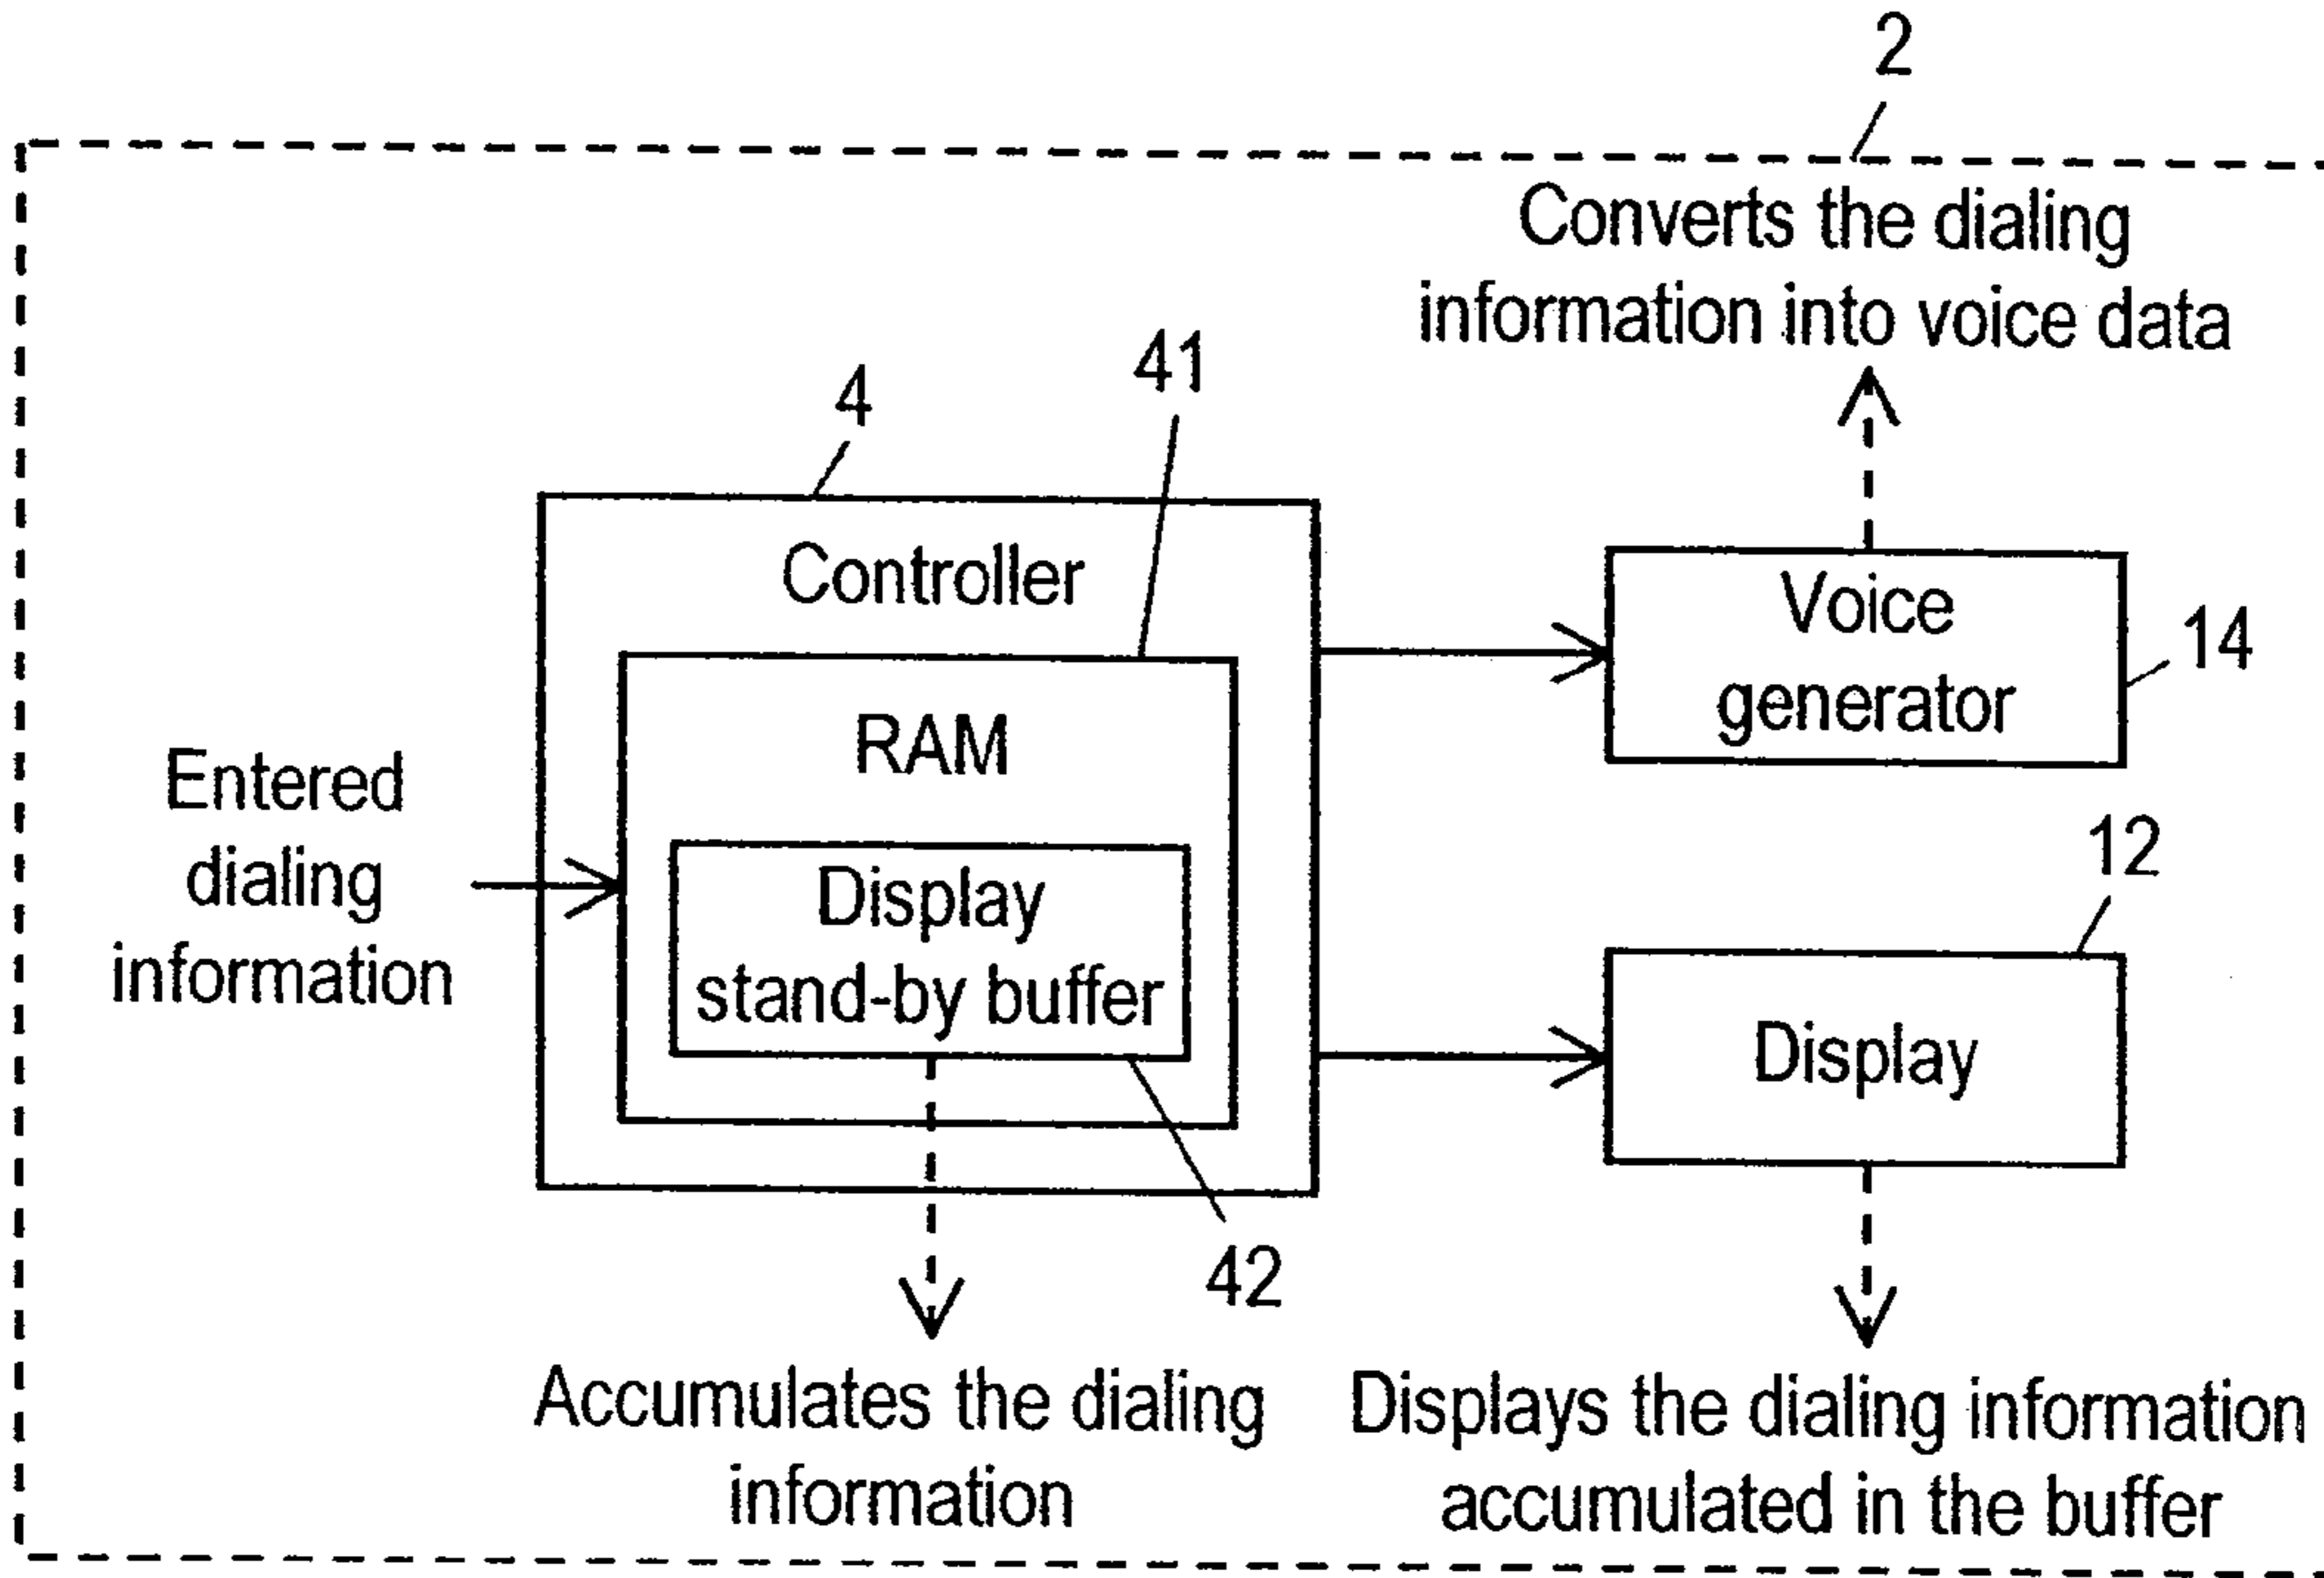 2
Converts the dialing
information into voice data
41
4
Controller
Voice
generator
14
RAM
Entered
dialing
information
Display
stand-by buffer
12
Display
42
Accumulates the dialing
information
Displays the dialing information
accumulated in the buffer